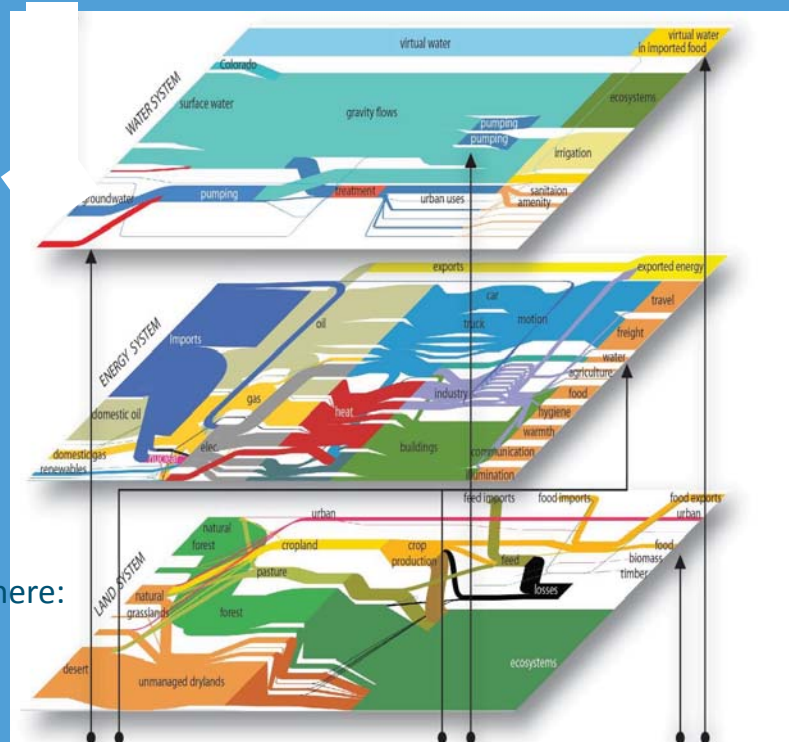 virtual water
virtual water
in imported food
Colorado
WATER SYSTEM
surface water
gravity flows
ecosystems
pumping
pumping
irrigation
groundwater
pumping
treatment
urban uses
sanitaion
amenity
exports
exported energy
ENERGY SYSTEM
Imports
oil
car
truck
motion
travel
freight
water
agriculture
domestic oil
gas
heat
industry
food
hygiene
warmth
elec.
buildings
communication
domestic gas
renewables
nuclear
illumination
feed imports
food imports
food exports
LAND SYSTEM
natural
forest
urban
urban
cropland
crop
production
feed
food
biomass
timber
pasture
losses
here:
natural
grasslands
forest
desert
unmanaged drylands
ecosystems